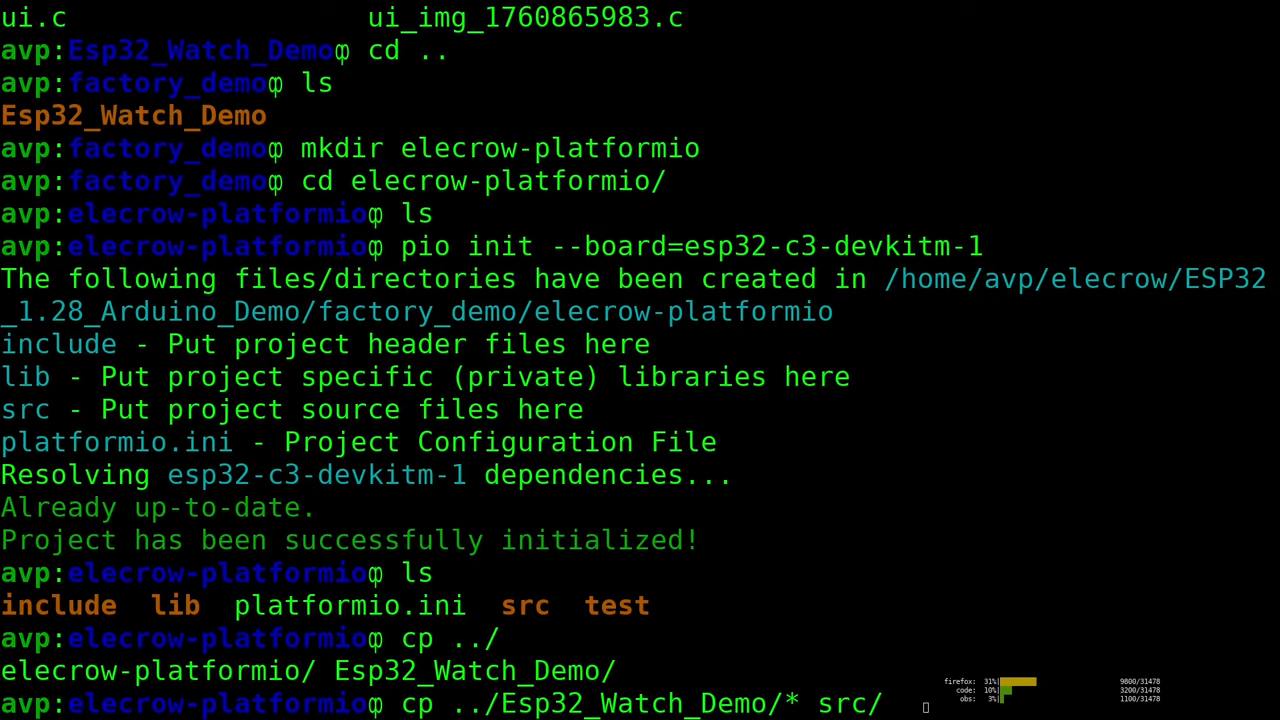 ui.c                  ui_img_1760865983.c
avp:Esp32_Watch_Demo@ cd ..
avp:factory_demo@ ls
Esp32_Watch_Demo
avp:factory_demo@ mkdir elecrow-platformio
avp:factory_demo@ cd elecrow-platformio/
avp:elecrow-platformio@ ls
avp:elecrow-platformio@ pio init --board=esp32-c3-devkitm-1
The following files/directories have been created in /home/avp/elecrow/ESP32
_1.28_Arduino_Demo/factory_demo/elecrow-platformio
include - Put project header files here
lib - Put project specific (private) libraries here
src - Put project source files here
platformio.ini - Project Configuration File
Resolving esp32-c3-devkitm-1 dependencies...
Already up-to-date.
Project has been successfully initialized!
avp:elecrow-platformio@ ls
include  lib  platformio.ini  src  test
avp:elecrow-platformio@ cp ../
elecrow-platformio/ Esp32_Watch_Demo/
avp:elecrow-platformio@ cp ../Esp32_Watch_Demo/* src/
firefox: 31% 9800/31478
code: 10% 3200/31478
obs: 3% 1100/31478